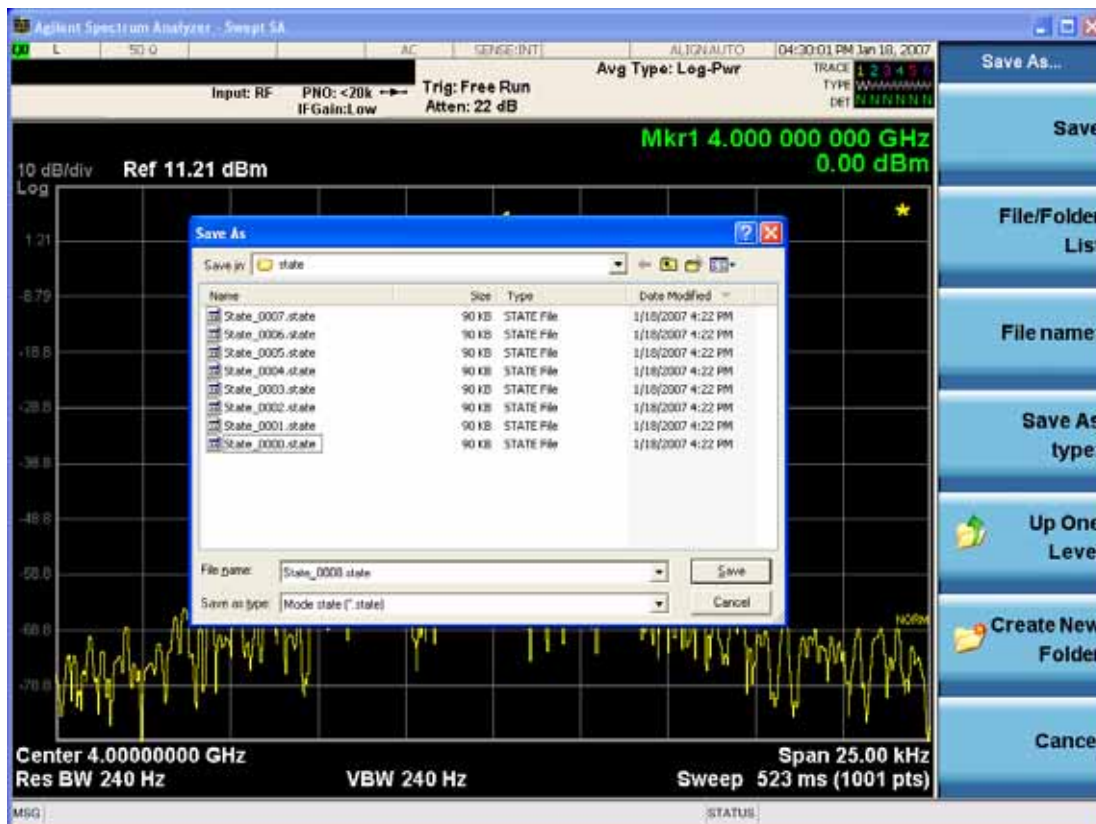 Agilent Spectrum Analyzer - Swept SA
L 50 Ω AC SENSE:INT ALIGNAUTO 04:30:01 PM Jan 18, 2007
Input: RF PNO: <20k Trig: Free Run Avg Type: Log-Pwr TRACE 1 2 3 4 5 6
IFGain:Low Atten: 22 dB TYPE
DET N N N N N N
Mkr1 4.000 000 000 GHz
0.00 dBm
10 dB/div Ref 11.21 dBm
Log
1.21
-8.79
-18.8
-28.8
-38.8
-48.8
-58.8
-68.8
-78.8
NORM
Save As
Save in: state
Name Size Type Date Modified
State_0007.state 90 KB STATE File 1/18/2007 4:22 PM
State_0006.state 90 KB STATE File 1/18/2007 4:22 PM
State_0005.state 90 KB STATE File 1/18/2007 4:22 PM
State_0004.state 90 KB STATE File 1/18/2007 4:22 PM
State_0003.state 90 KB STATE File 1/18/2007 4:22 PM
State_0002.state 90 KB STATE File 1/18/2007 4:22 PM
State_0001.state 90 KB STATE File 1/18/2007 4:22 PM
State_0000.state 90 KB STATE File 1/18/2007 4:22 PM
File name: State_0008.state Save
Save as type: Mode state (*.state) Cancel
Center 4.00000000 GHz Span 25.00 kHz
Res BW 240 Hz VBW 240 Hz Sweep 523 ms (1001 pts)
MSG STATUS
Save As...
Save
File/Folder
Lis
File name
Save As
type
Up One
Leve
Create New
Folder
Cance